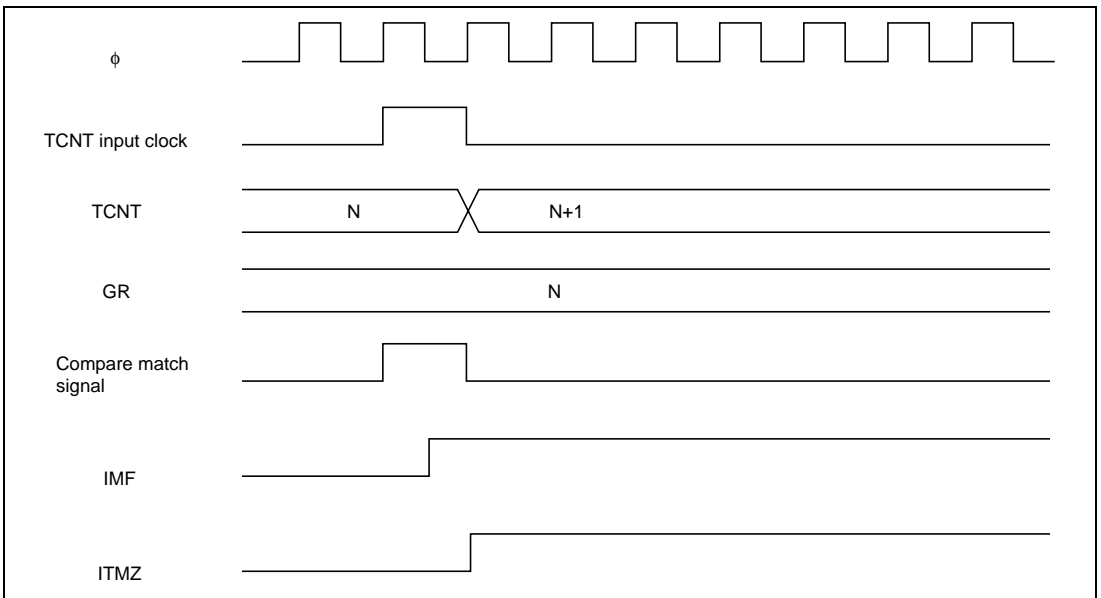 ϕ
TCNT input clock
TCNT
N
N+1
GR
N
Compare match
signal
IMF
ITMZ